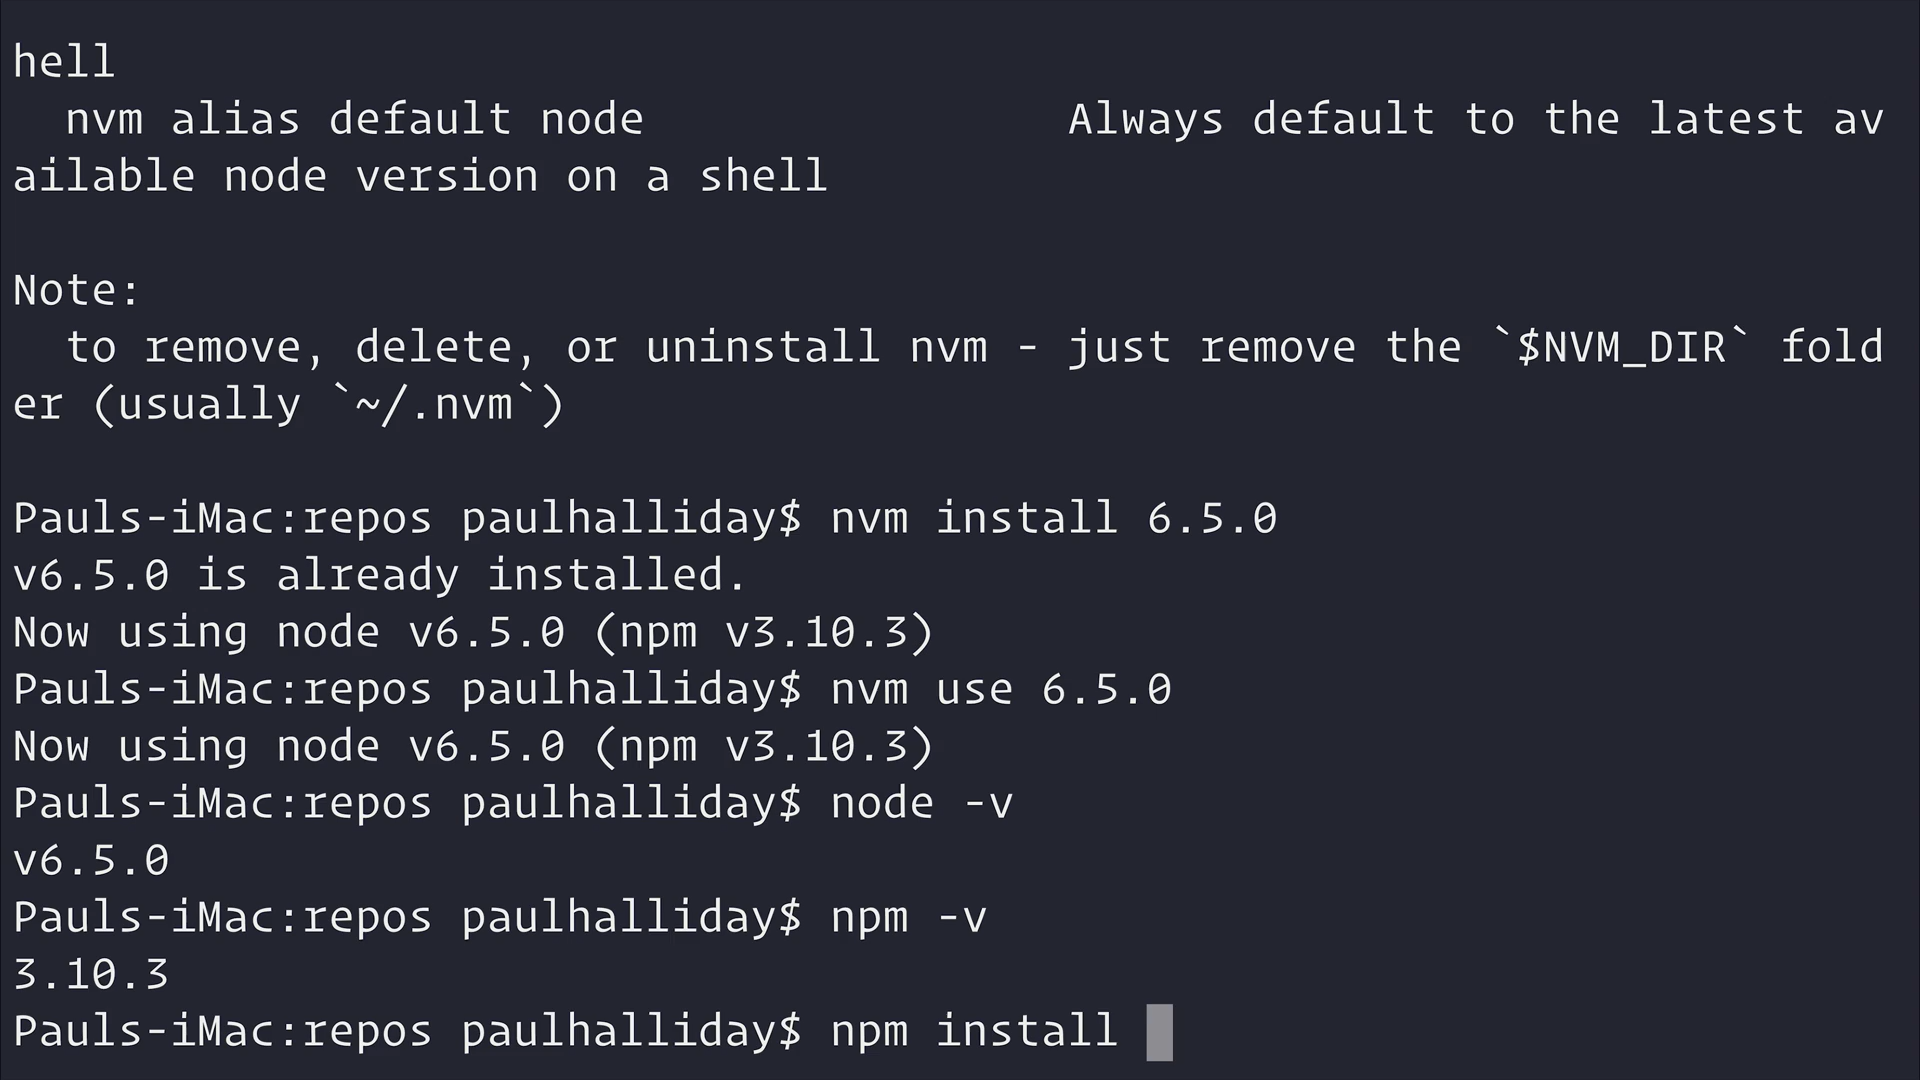 hell
  nvm alias default node                Always default to the latest av
ailable node version on a shell
Note:
  to remove, delete, or uninstall nvm - just remove the `$NVM_DIR` fold
er (usually `~/.nvm`)
Pauls-iMac:repos paulhalliday$ nvm install 6.5.0
v6.5.0 is already installed.
Now using node v6.5.0 (npm v3.10.3)
Pauls-iMac:repos paulhalliday$ nvm use 6.5.0
Now using node v6.5.0 (npm v3.10.3)
Pauls-iMac:repos paulhalliday$ node -v
v6.5.0
Pauls-iMac:repos paulhalliday$ npm -v
3.10.3
Pauls-iMac:repos paulhalliday$ npm install